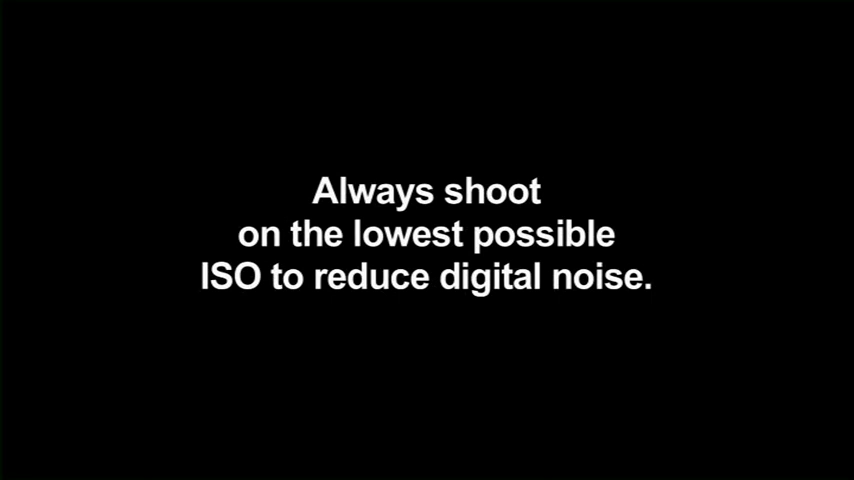 Always shoot
on the lowest possible
ISO to reduce digital noise.